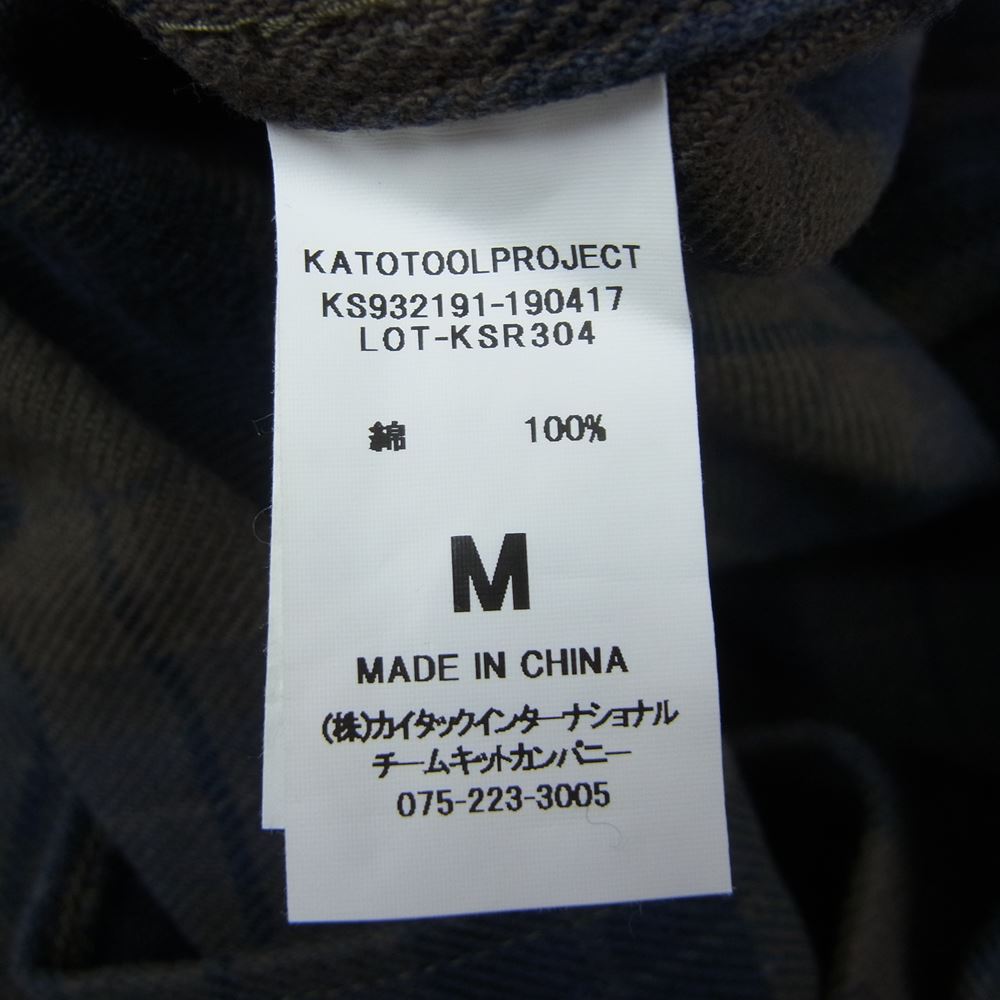 KATOTOOLPROJECT
KS932191-190417
LOT-KSR304
綿 100%
M
MADE IN CHINA
(株)カイタックインターナショナル
チームキットカンパニー
075-223-3005